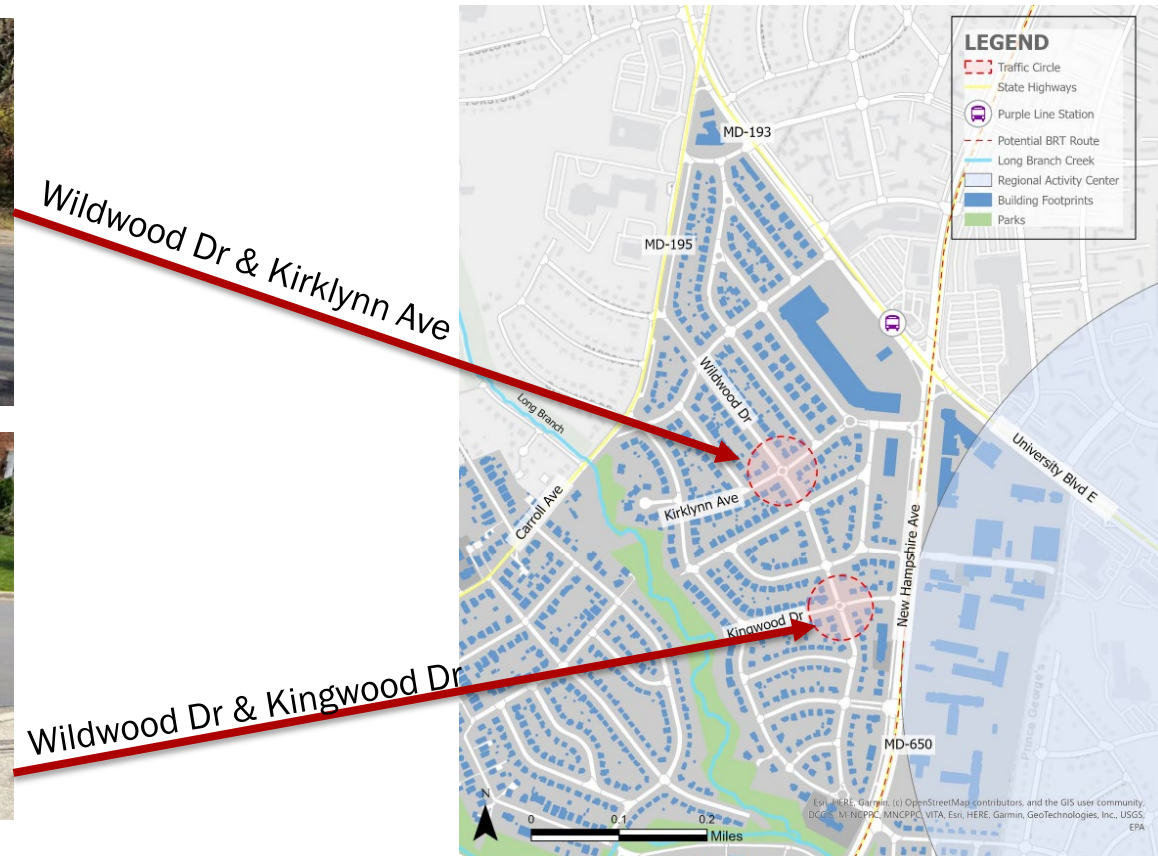 Wildwood Dr & Kirklynn Ave
Wildwood Dr & Kingwood Dr
LEGEND
Traffic Circle
State Highways
Purple Line Station
Potential BRT Route
Long Branch Creek
Regional Activity Center
Building Footprints
Parks
MD-193
MD-195
Wildwood Dr
Long Branch
Carroll Ave
Kirklynn Ave
University Blvd E
New Hampshire Ave
Kingwood Dr
Prince George's
MD-650
N
0 0.1 0.2
Miles
Esri, HERE, Garmin, (c) OpenStreetMap contributors, and the GIS user community,
M-NCPPC, MNCPPC, VITA, Esri, HERE, Garmin, GeoTechnologies, Inc., USGS,
EPA